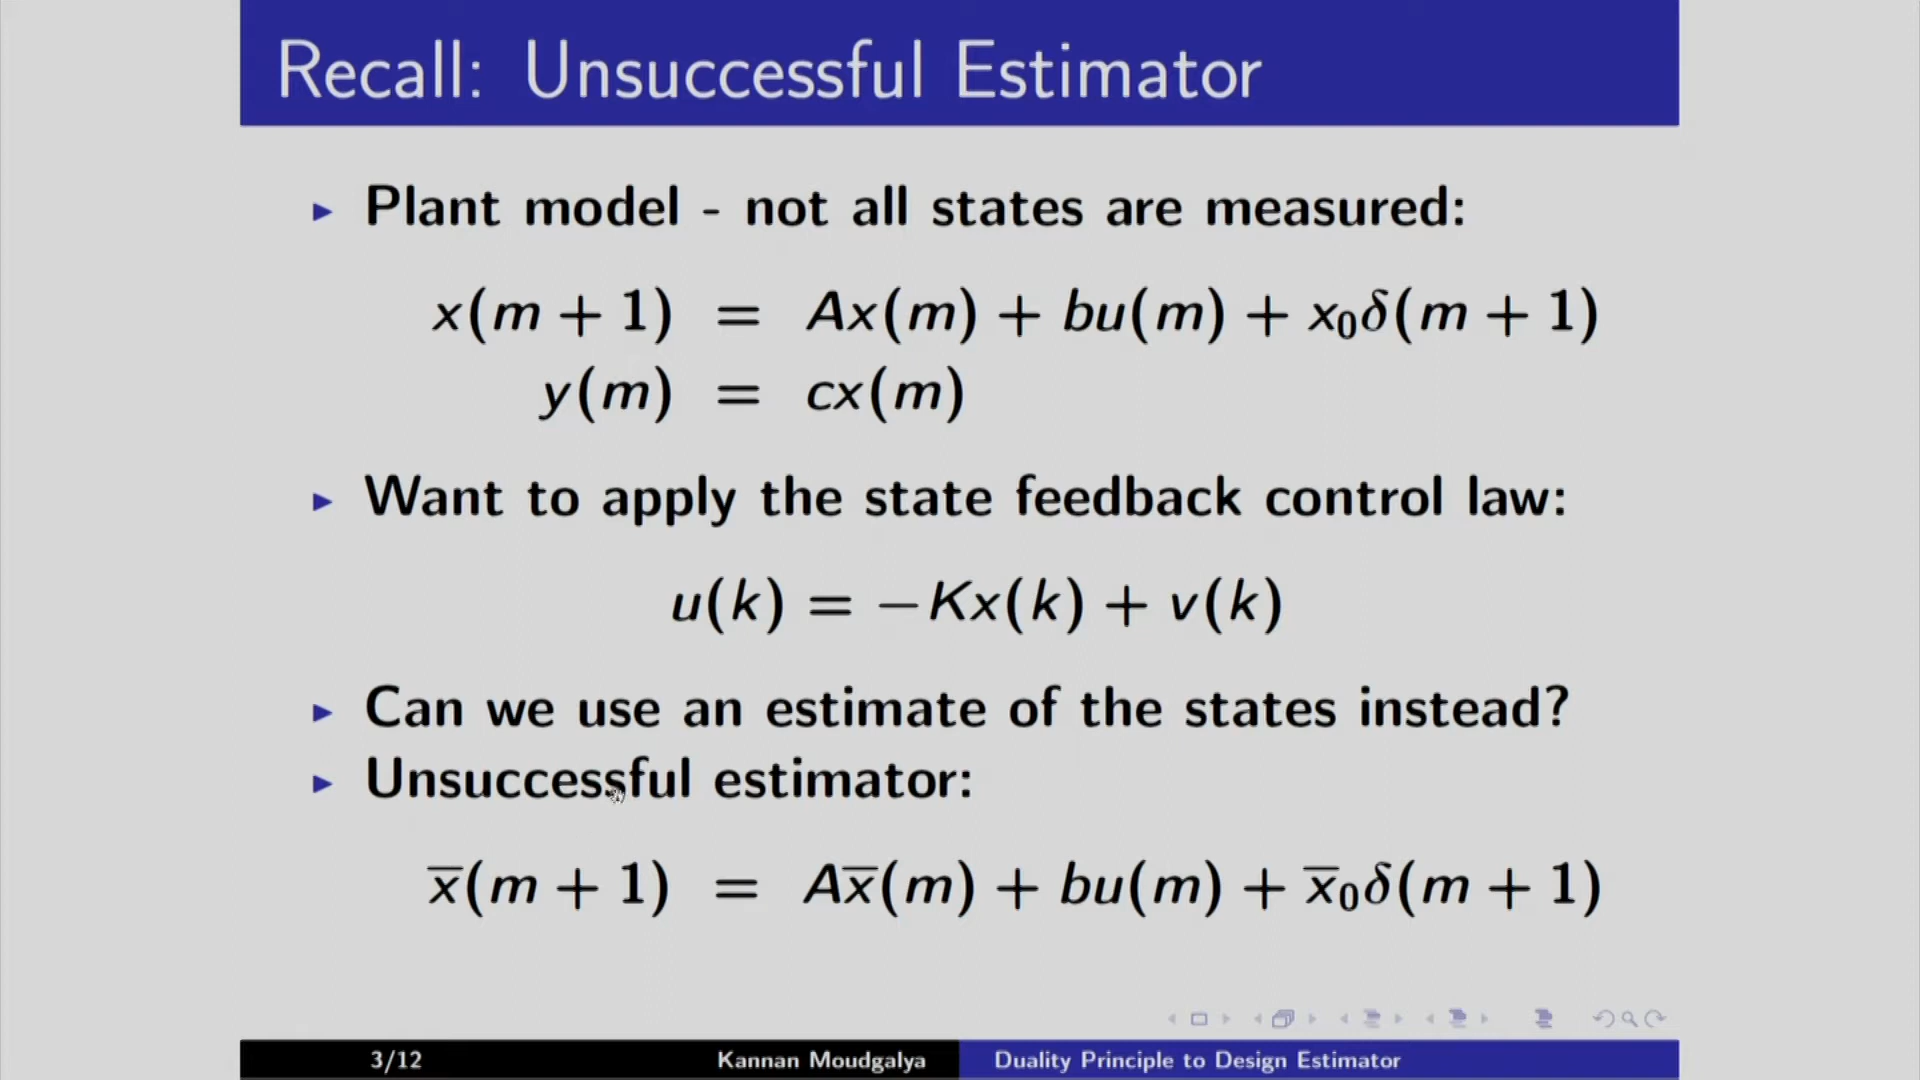 Recall: Unsuccessful Estimator
▶ Plant model - not all states are measured:
x(m + 1) = Ax(m) + bu(m) + x₀δ(m + 1)
y(m) = cx(m)
▶ Want to apply the state feedback control law:
u(k) = −Kx(k) + v(k)
▶ Can we use an estimate of the states instead?
▶ Unsuccessful estimator:
x̅(m + 1) = Ax̅(m) + bu(m) + x̅₀δ(m + 1)
3/12 Kannan Moudgalya Duality Principle to Design Estimator